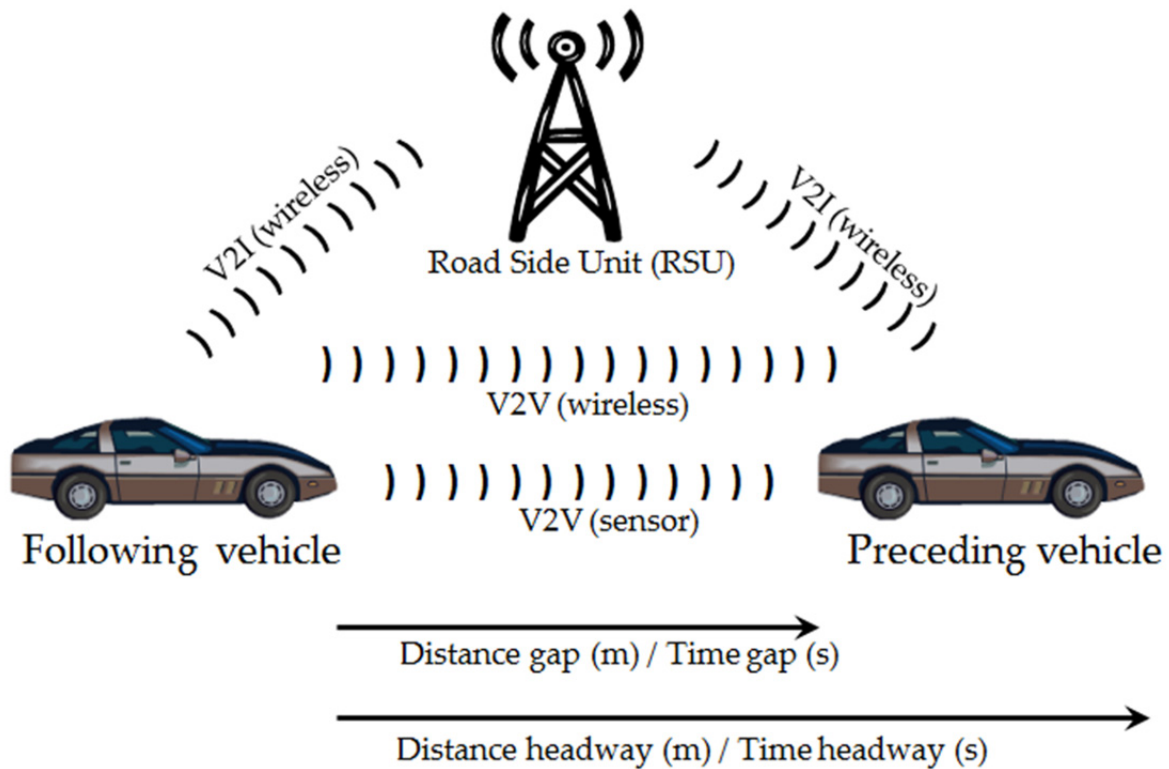 V2I (wireless)
V2I (wireless)
Road Side Unit (RSU)
V2V (wireless)
V2V (sensor)
Following vehicle
Preceding vehicle
Distance gap (m) / Time gap (s)
Distance headway (m) / Time headway (s)